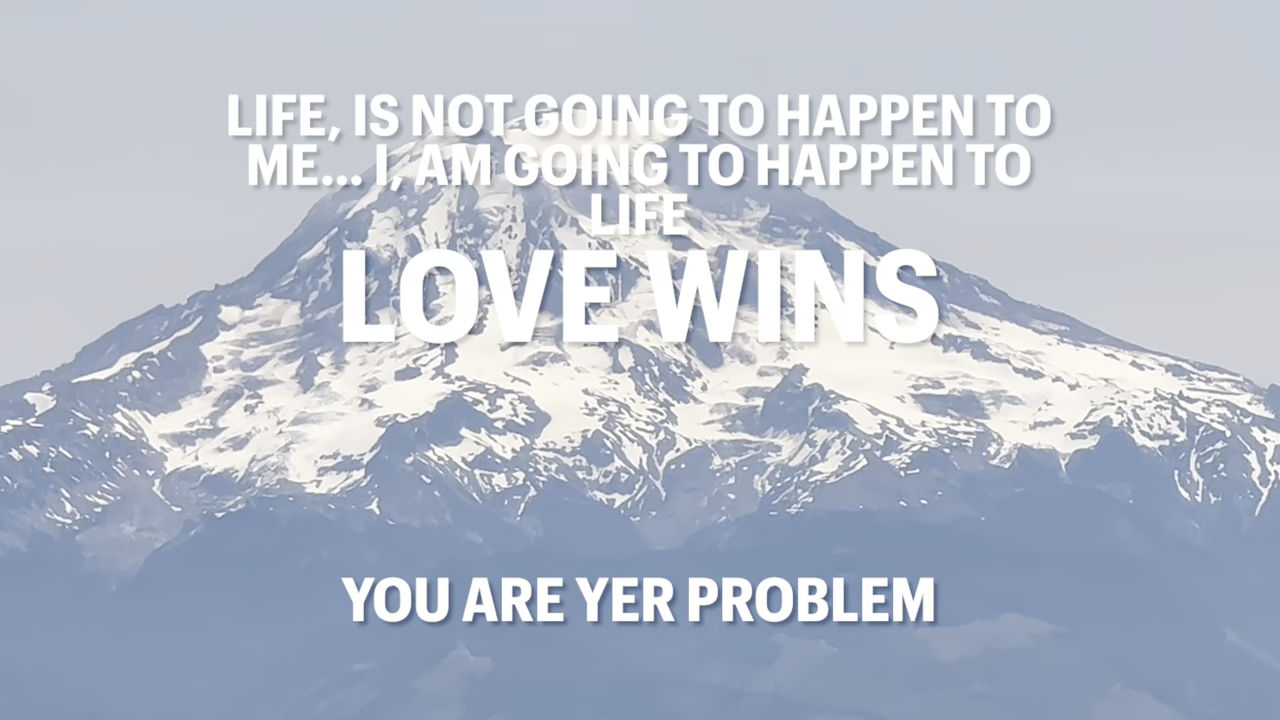 LIFE, IS NOT GOING TO HAPPEN TO
ME... I, AM GOING TO HAPPEN TO
LIFE
LOVE WINS
YOU ARE YER PROBLEM